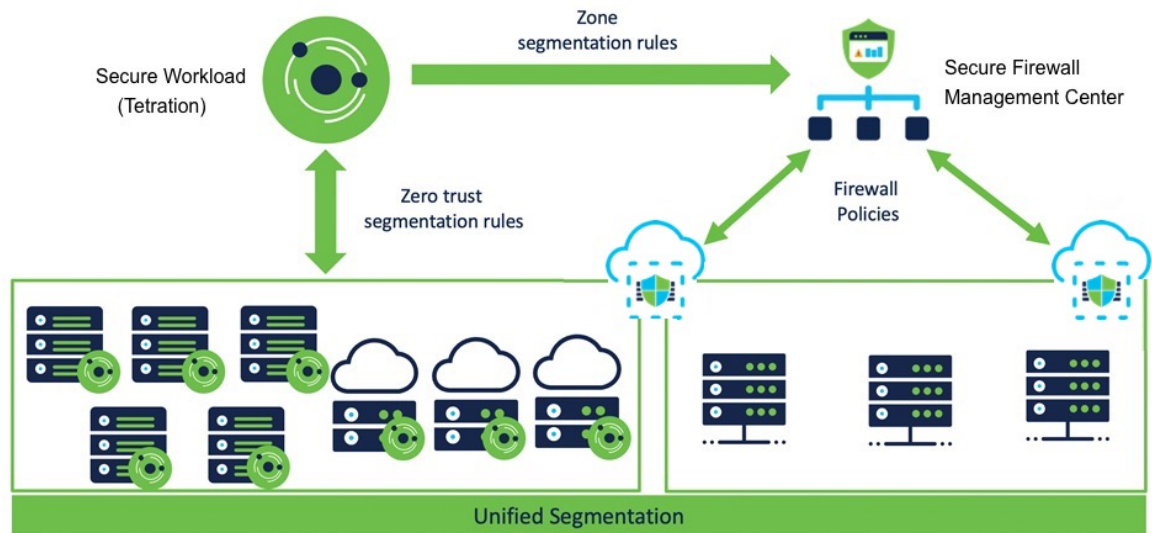 Zone
segmentation rules
Secure Workload
(Tetration)
Secure Firewall
Management Center
Zero trust
segmentation rules
Firewall
Policies
Unified Segmentation